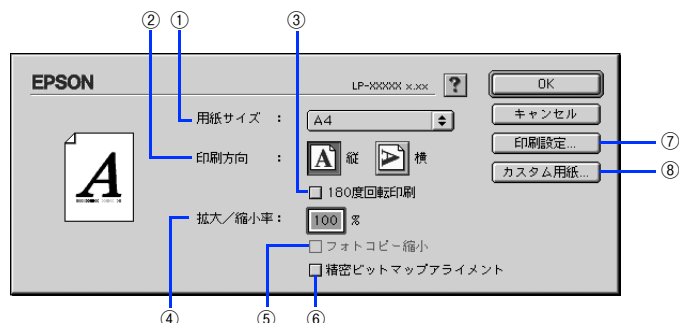 ② ① ③
EPSON
LP-XXXXX x.xx
?
OK
用紙サイズ :
A4
キャンセル
印刷方向 :
A 縦
A 横
印刷設定...
⑦
カスタム用紙...
⑧
A
180度回転印刷
拡大/縮小率:
100 %
フォトコピー縮小
精密ビットマップアライメント
④ ⑤ ⑥